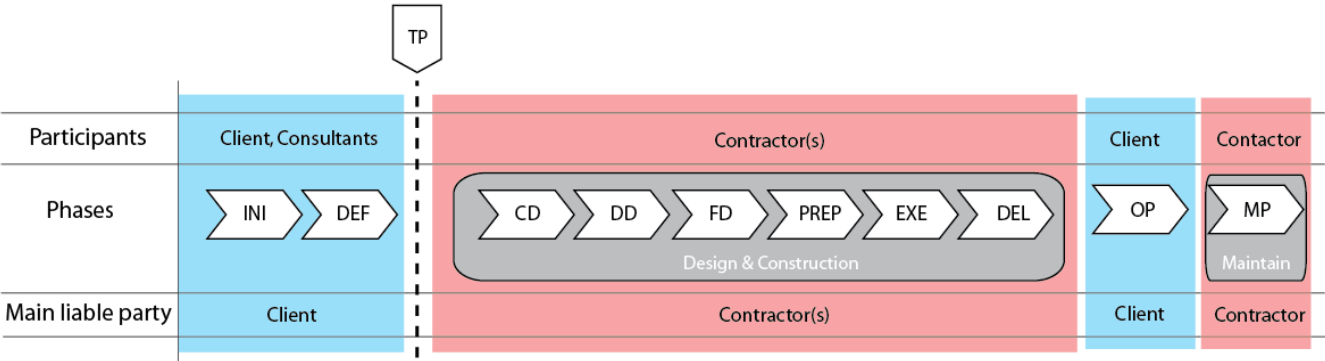 TP
Participants
Client, Consultants
Contractor(s)
Client
Contactor
Phases
INI
DEF
CD
DD
FD
PREP
EXE
DEL
OP
MP
Design & Construction
Maintain
Main liable party
Client
Contractor(s)
Client
Contractor